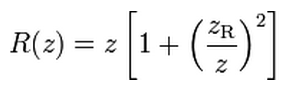 R(z) = z [ 1 + ( z_R / z )^2 ]